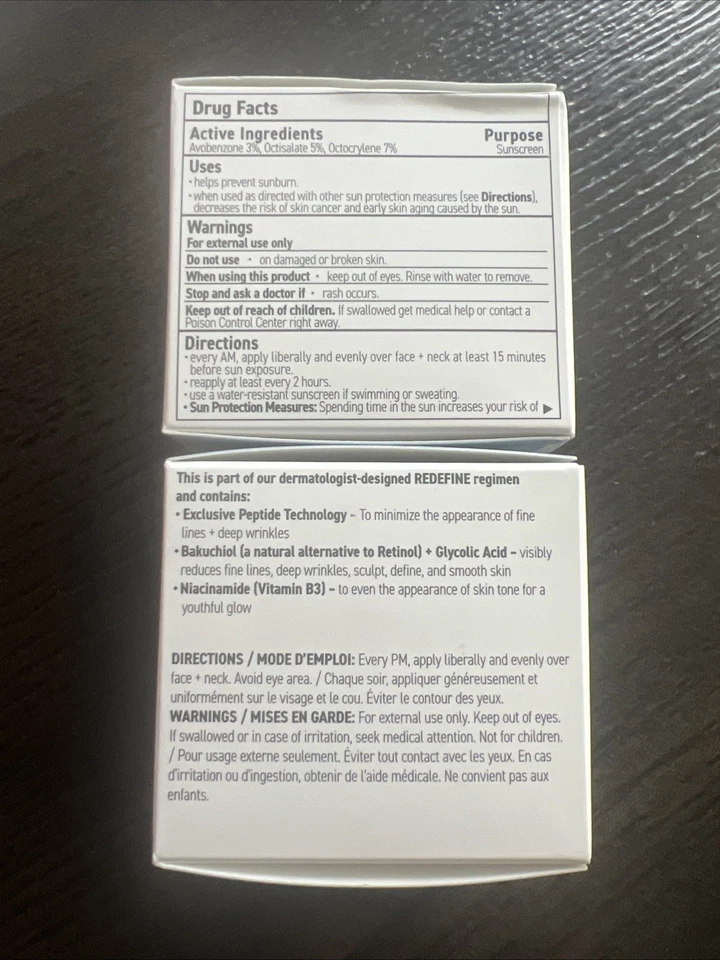 Drug Facts
Active Ingredients Purpose
Avobenzone 3%, Octisalate 5%, Octocrylene 7% Sunscreen
Uses
• helps prevent sunburn.
• when used as directed with other sun protection measures (see Directions),
decreases the risk of skin cancer and early skin aging caused by the sun.
Warnings
For external use only
Do not use • on damaged or broken skin.
When using this product • keep out of eyes. Rinse with water to remove.
Stop and ask a doctor if • rash occurs.
Keep out of reach of children. If swallowed get medical help or contact a
Poison Control Center right away.
Directions
• every AM, apply liberally and evenly over face + neck at least 15 minutes
before sun exposure.
• reapply at least every 2 hours.
• use a water-resistant sunscreen if swimming or sweating.
• Sun Protection Measures: Spending time in the sun increases your risk of ▶
This is part of our dermatologist-designed REDEFINE regimen
and contains:
• Exclusive Peptide Technology - To minimize the appearance of fine
lines + deep wrinkles
• Bakuchiol (a natural alternative to Retinol) + Glycolic Acid – visibly
reduces fine lines, deep wrinkles, sculpt, define, and smooth skin
• Niacinamide (Vitamin B3) – to even the appearance of skin tone for a
youthful glow
DIRECTIONS / MODE D'EMPLOI: Every PM, apply liberally and evenly over
face + neck. Avoid eye area. / Chaque soir, appliquer généreusement et
uniformément sur le visage et le cou. Éviter le contour des yeux.
WARNINGS / MISES EN GARDE: For external use only. Keep out of eyes.
If swallowed or in case of irritation, seek medical attention. Not for children.
/ Pour usage externe seulement. Éviter tout contact avec les yeux. En cas
d'irritation ou d'ingestion, obtenir de l'aide médicale. Ne convient pas aux
enfants.